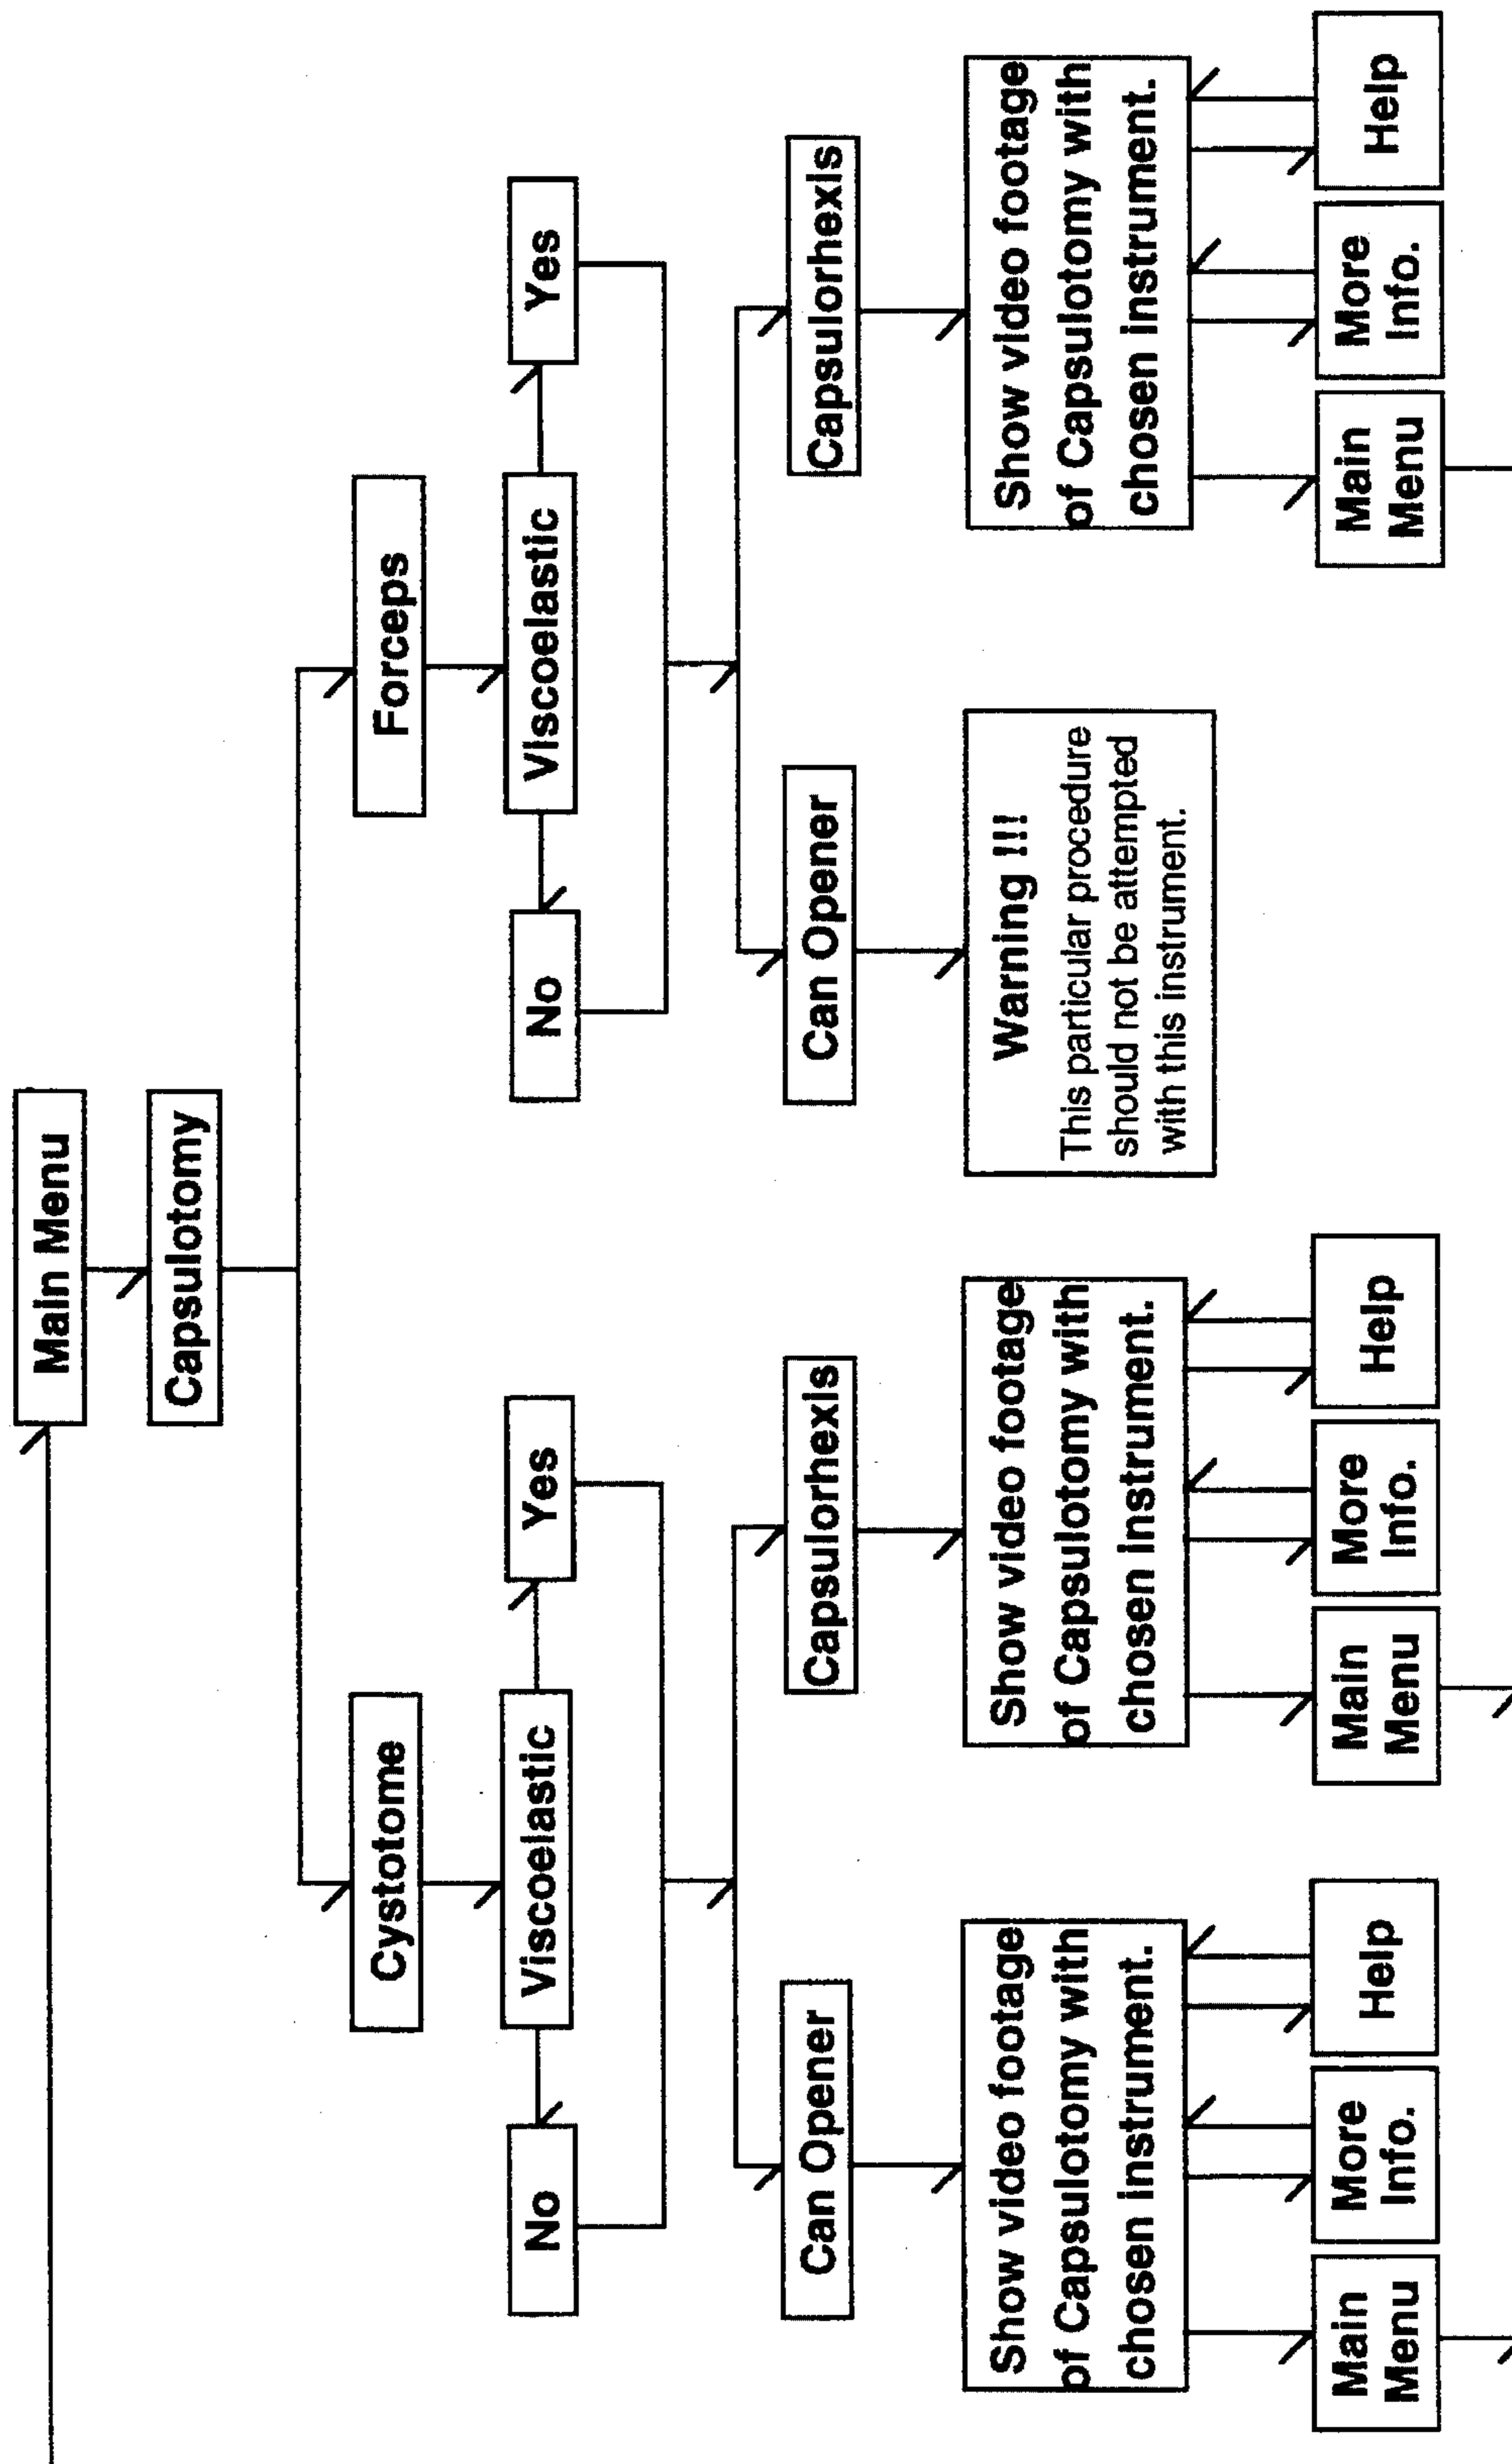 Main Menu
Capsulotomy
Cystotome
Forceps
No
Viscoelastic
Yes
No
Viscoelastic
Yes
Can Opener
Capsulorhexis
Can Opener
Capsulorhexis
Show video footage
of Capsulotomy with
chosen instrument.
Show video footage
of Capsulotomy with
chosen instrument.
Warning !!!
This particular procedure
should not be attempted
with this instrument.
Show video footage
of Capsulotomy with
chosen instrument.
Main
Menu
More
Info.
Help
Main
Menu
More
Info.
Help
Main
Menu
More
Info.
Help